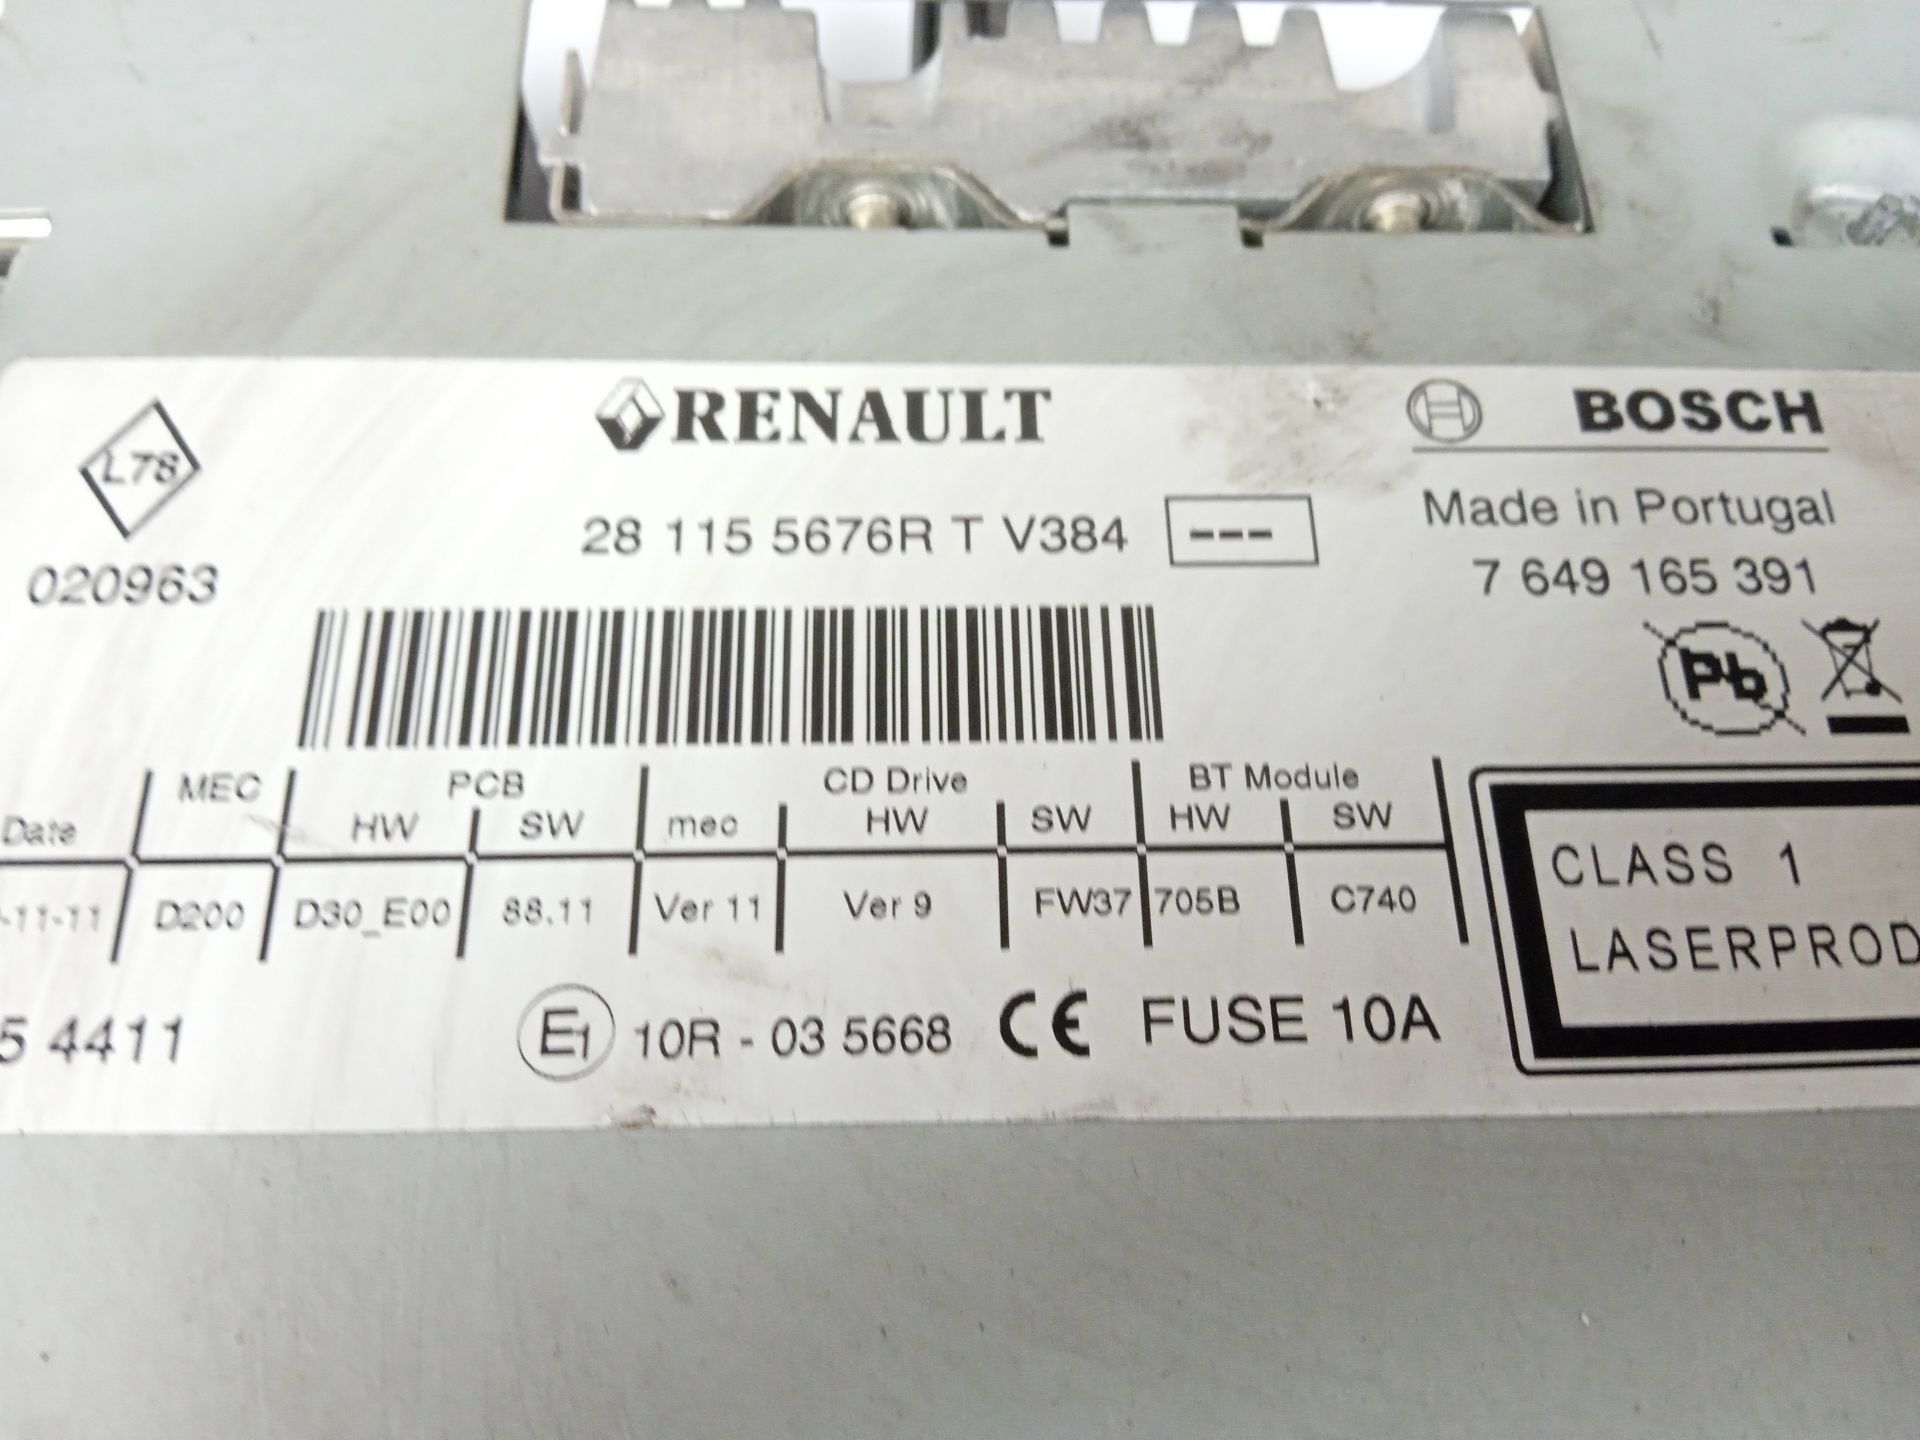 RENAULT
BOSCH
L78
28 115 5676R T V384
---
Made in Portugal
020963
7 649 165 391
Pb
MEC PCB CD Drive BT Module
Date HW SW mec HW SW HW SW
-11-11 D200 D30_E00 88.11 Ver 11 Ver 9 FW37 705B C740
CLASS 1
LASERPROD
5 4411
E1 10R - 03 5668 CE FUSE 10A